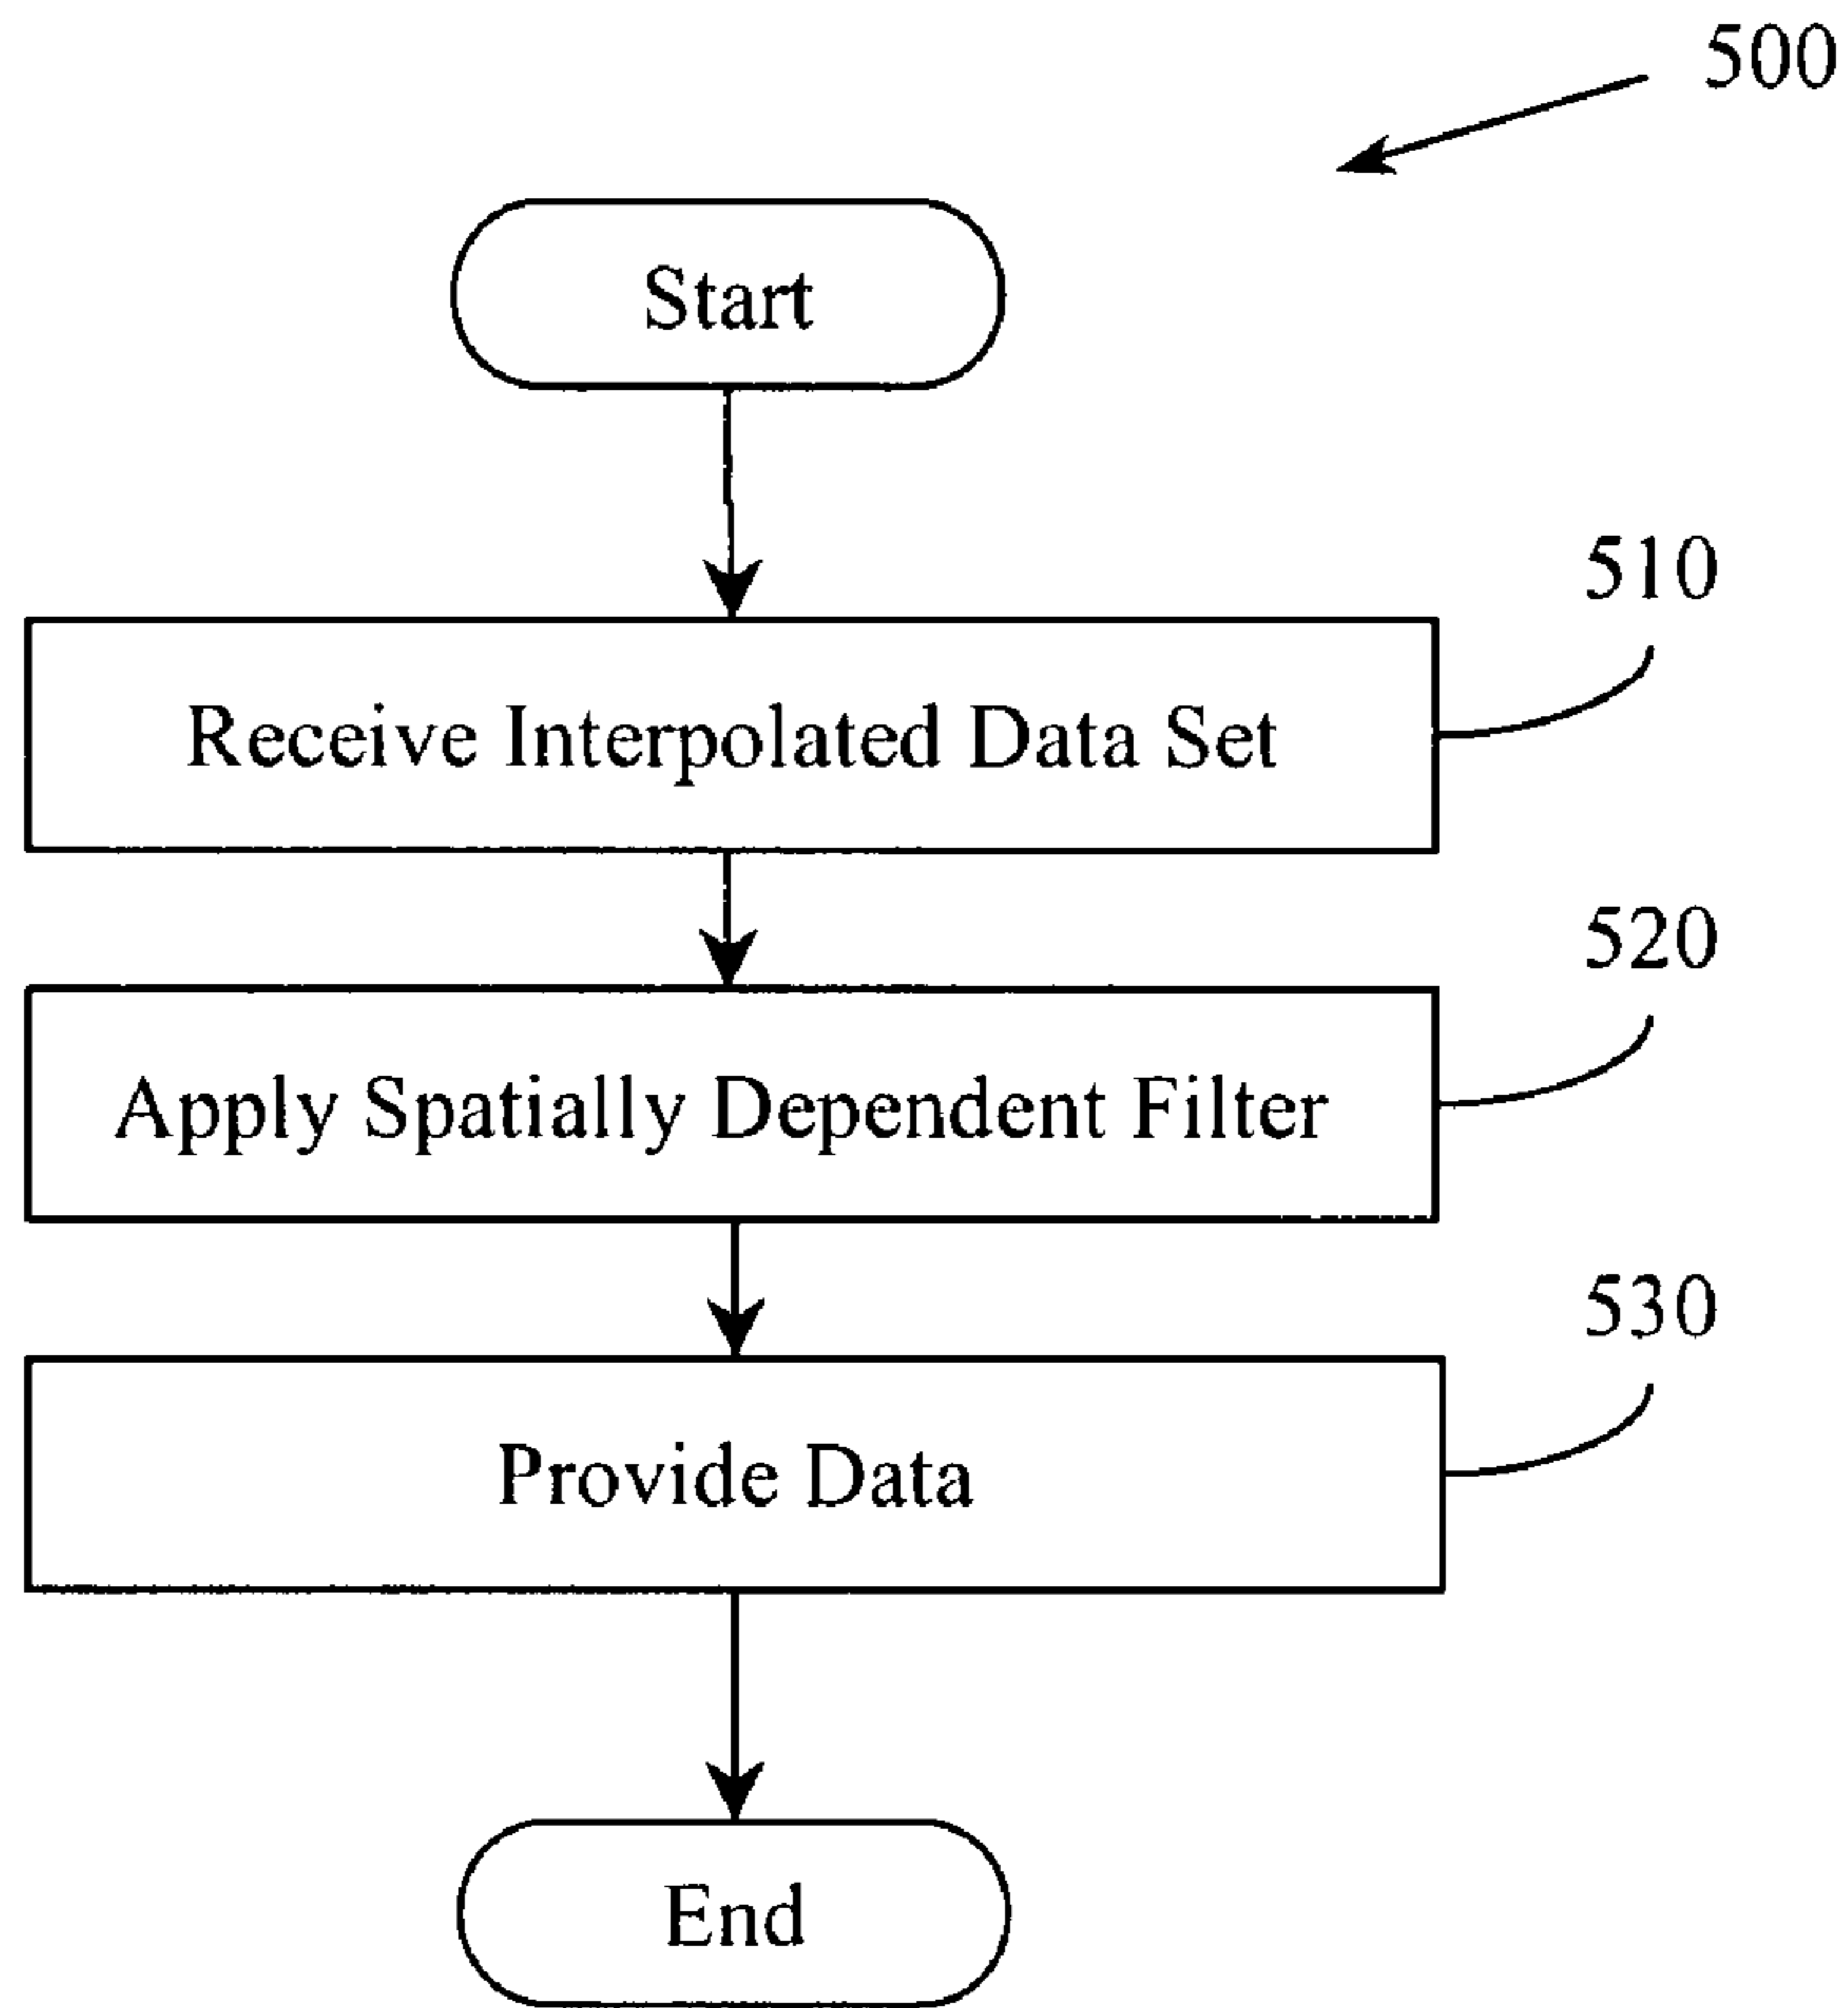 500
Start
510
Receive Interpolated Data Set
520
Apply Spatially Dependent Filter
530
Provide Data
End